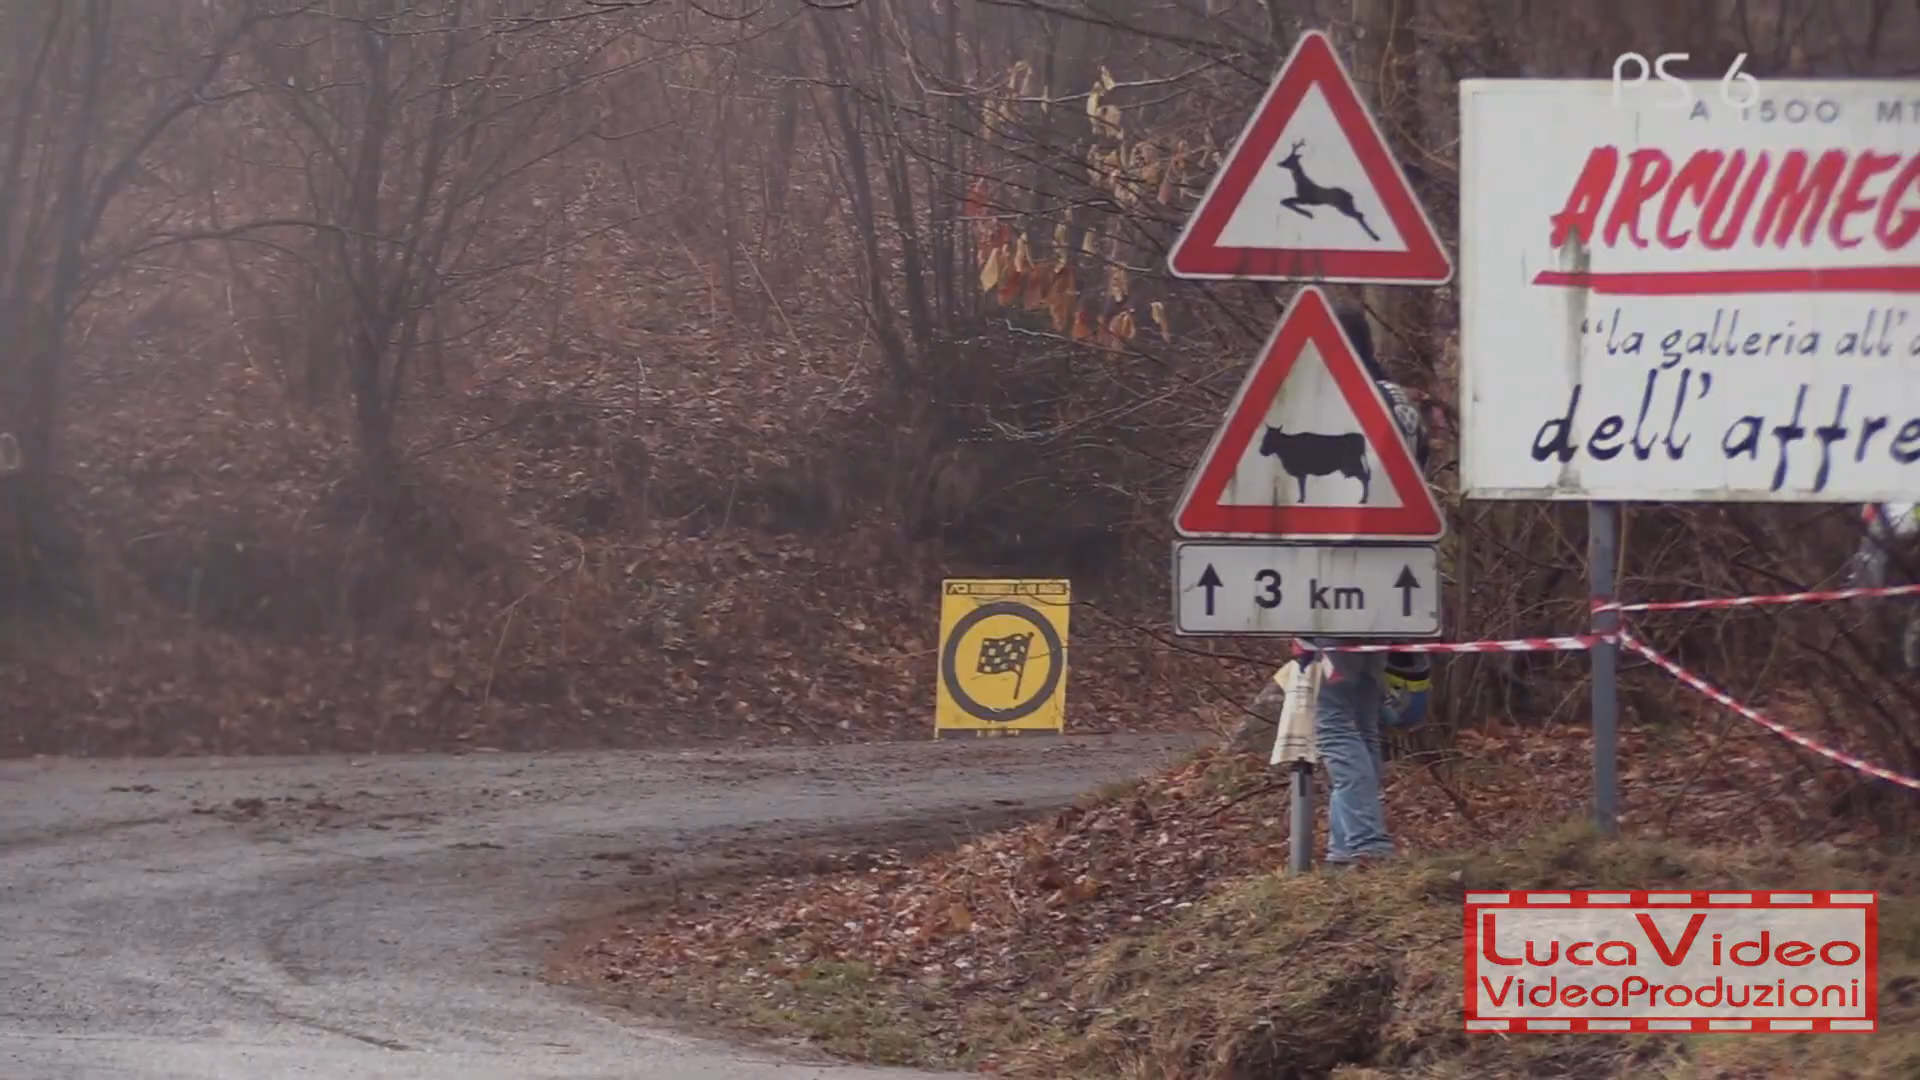 PS 6
A 1500 MT
ARCUMEG
"la galleria all'a
dell'affre
3 km
LucaVideo
VideoProduzioni